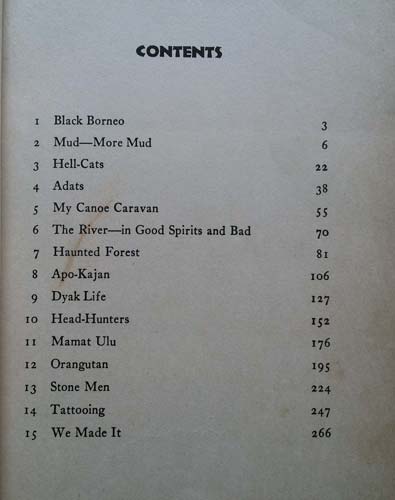 CONTENTS
1 Black Borneo 3
2 Mud—More Mud 6
3 Hell-Cats 22
4 Adats 38
5 My Canoe Caravan 55
6 The River—in Good Spirits and Bad 70
7 Haunted Forest 81
8 Apo-Kajan 106
9 Dyak Life 127
10 Head-Hunters 152
11 Mamat Ulu 176
12 Orangutan 195
13 Stone Men 224
14 Tattooing 247
15 We Made It 266